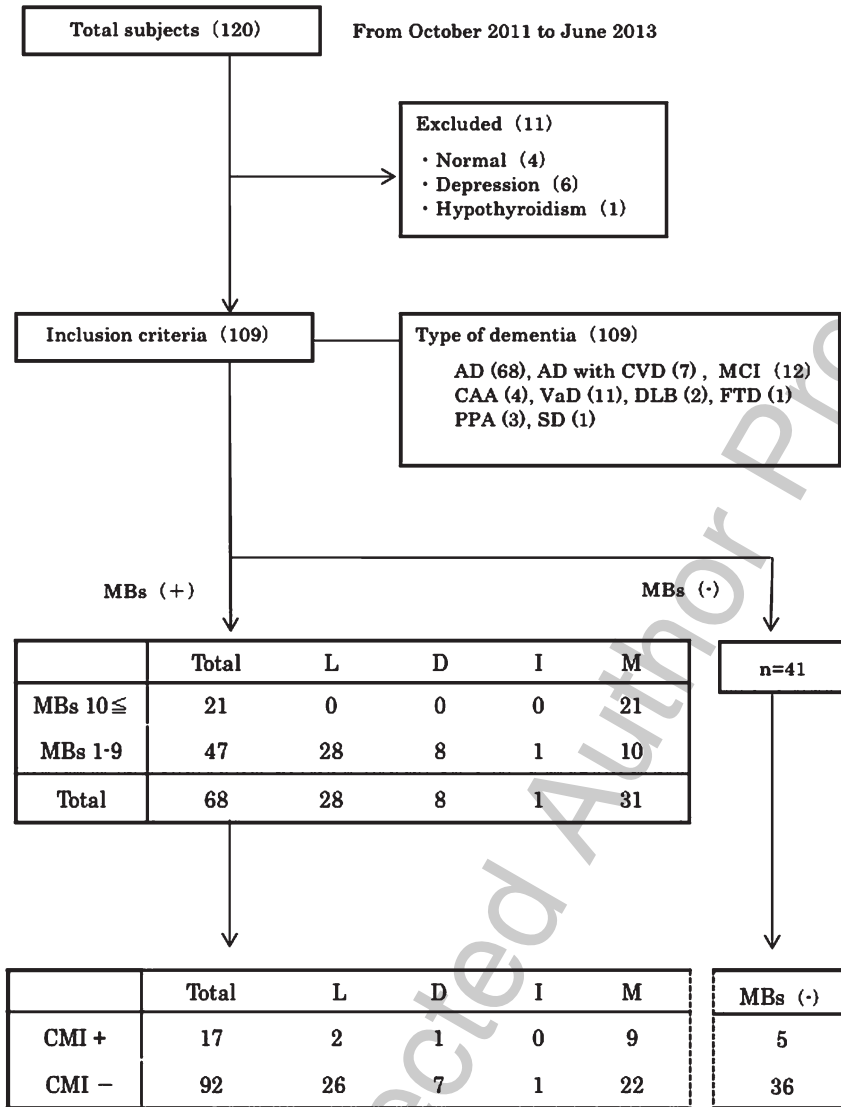 Total subjects (120)
From October 2011 to June 2013
Excluded (11)
・Normal (4)
・Depression (6)
・Hypothyroidism (1)
Inclusion criteria (109)
Type of dementia (109)
AD (68), AD with CVD (7) , MCI (12)
CAA (4), VaD (11), DLB (2), FTD (1)
PPA (3), SD (1)
MBs (+)
MBs (-)
Total L D I M
MBs 10≦ 21 0 0 0 21
MBs 1-9 47 28 8 1 10
Total 68 28 8 1 31
n=41
Total L D I M MBs (-)
CMI + 17 2 1 0 9 5
CMI − 92 26 7 1 22 36
Author